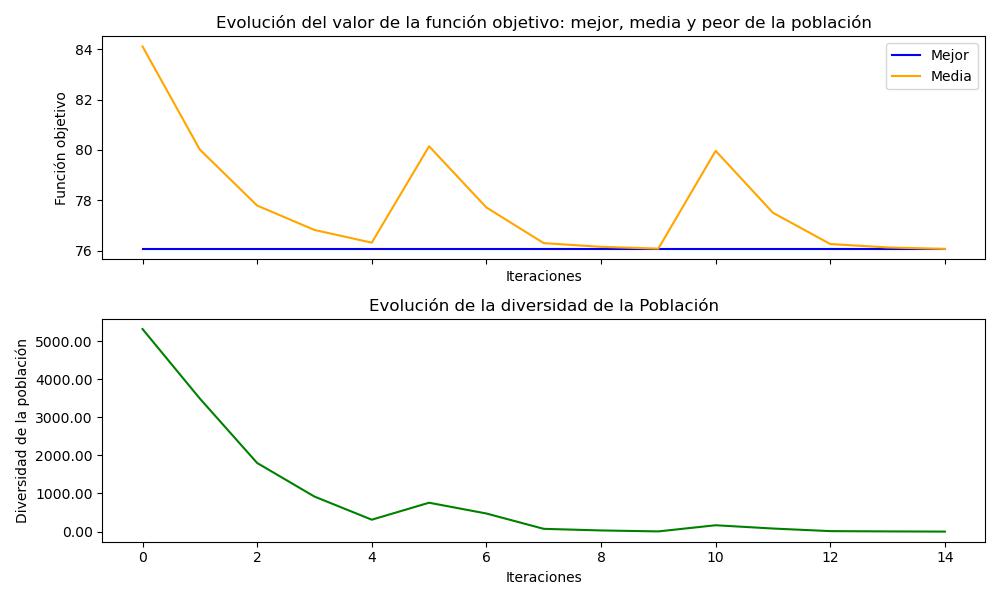 Evolución del valor de la función objetivo: mejor, media y peor de la población
Mejor
Media
84
82
80
78
76
Función objetivo
Iteraciones
Evolución de la diversidad de la Población
5000.00
4000.00
3000.00
2000.00
1000.00
0.00
Diversidad de la población
0 2 4 6 8 10 12 14
Iteraciones